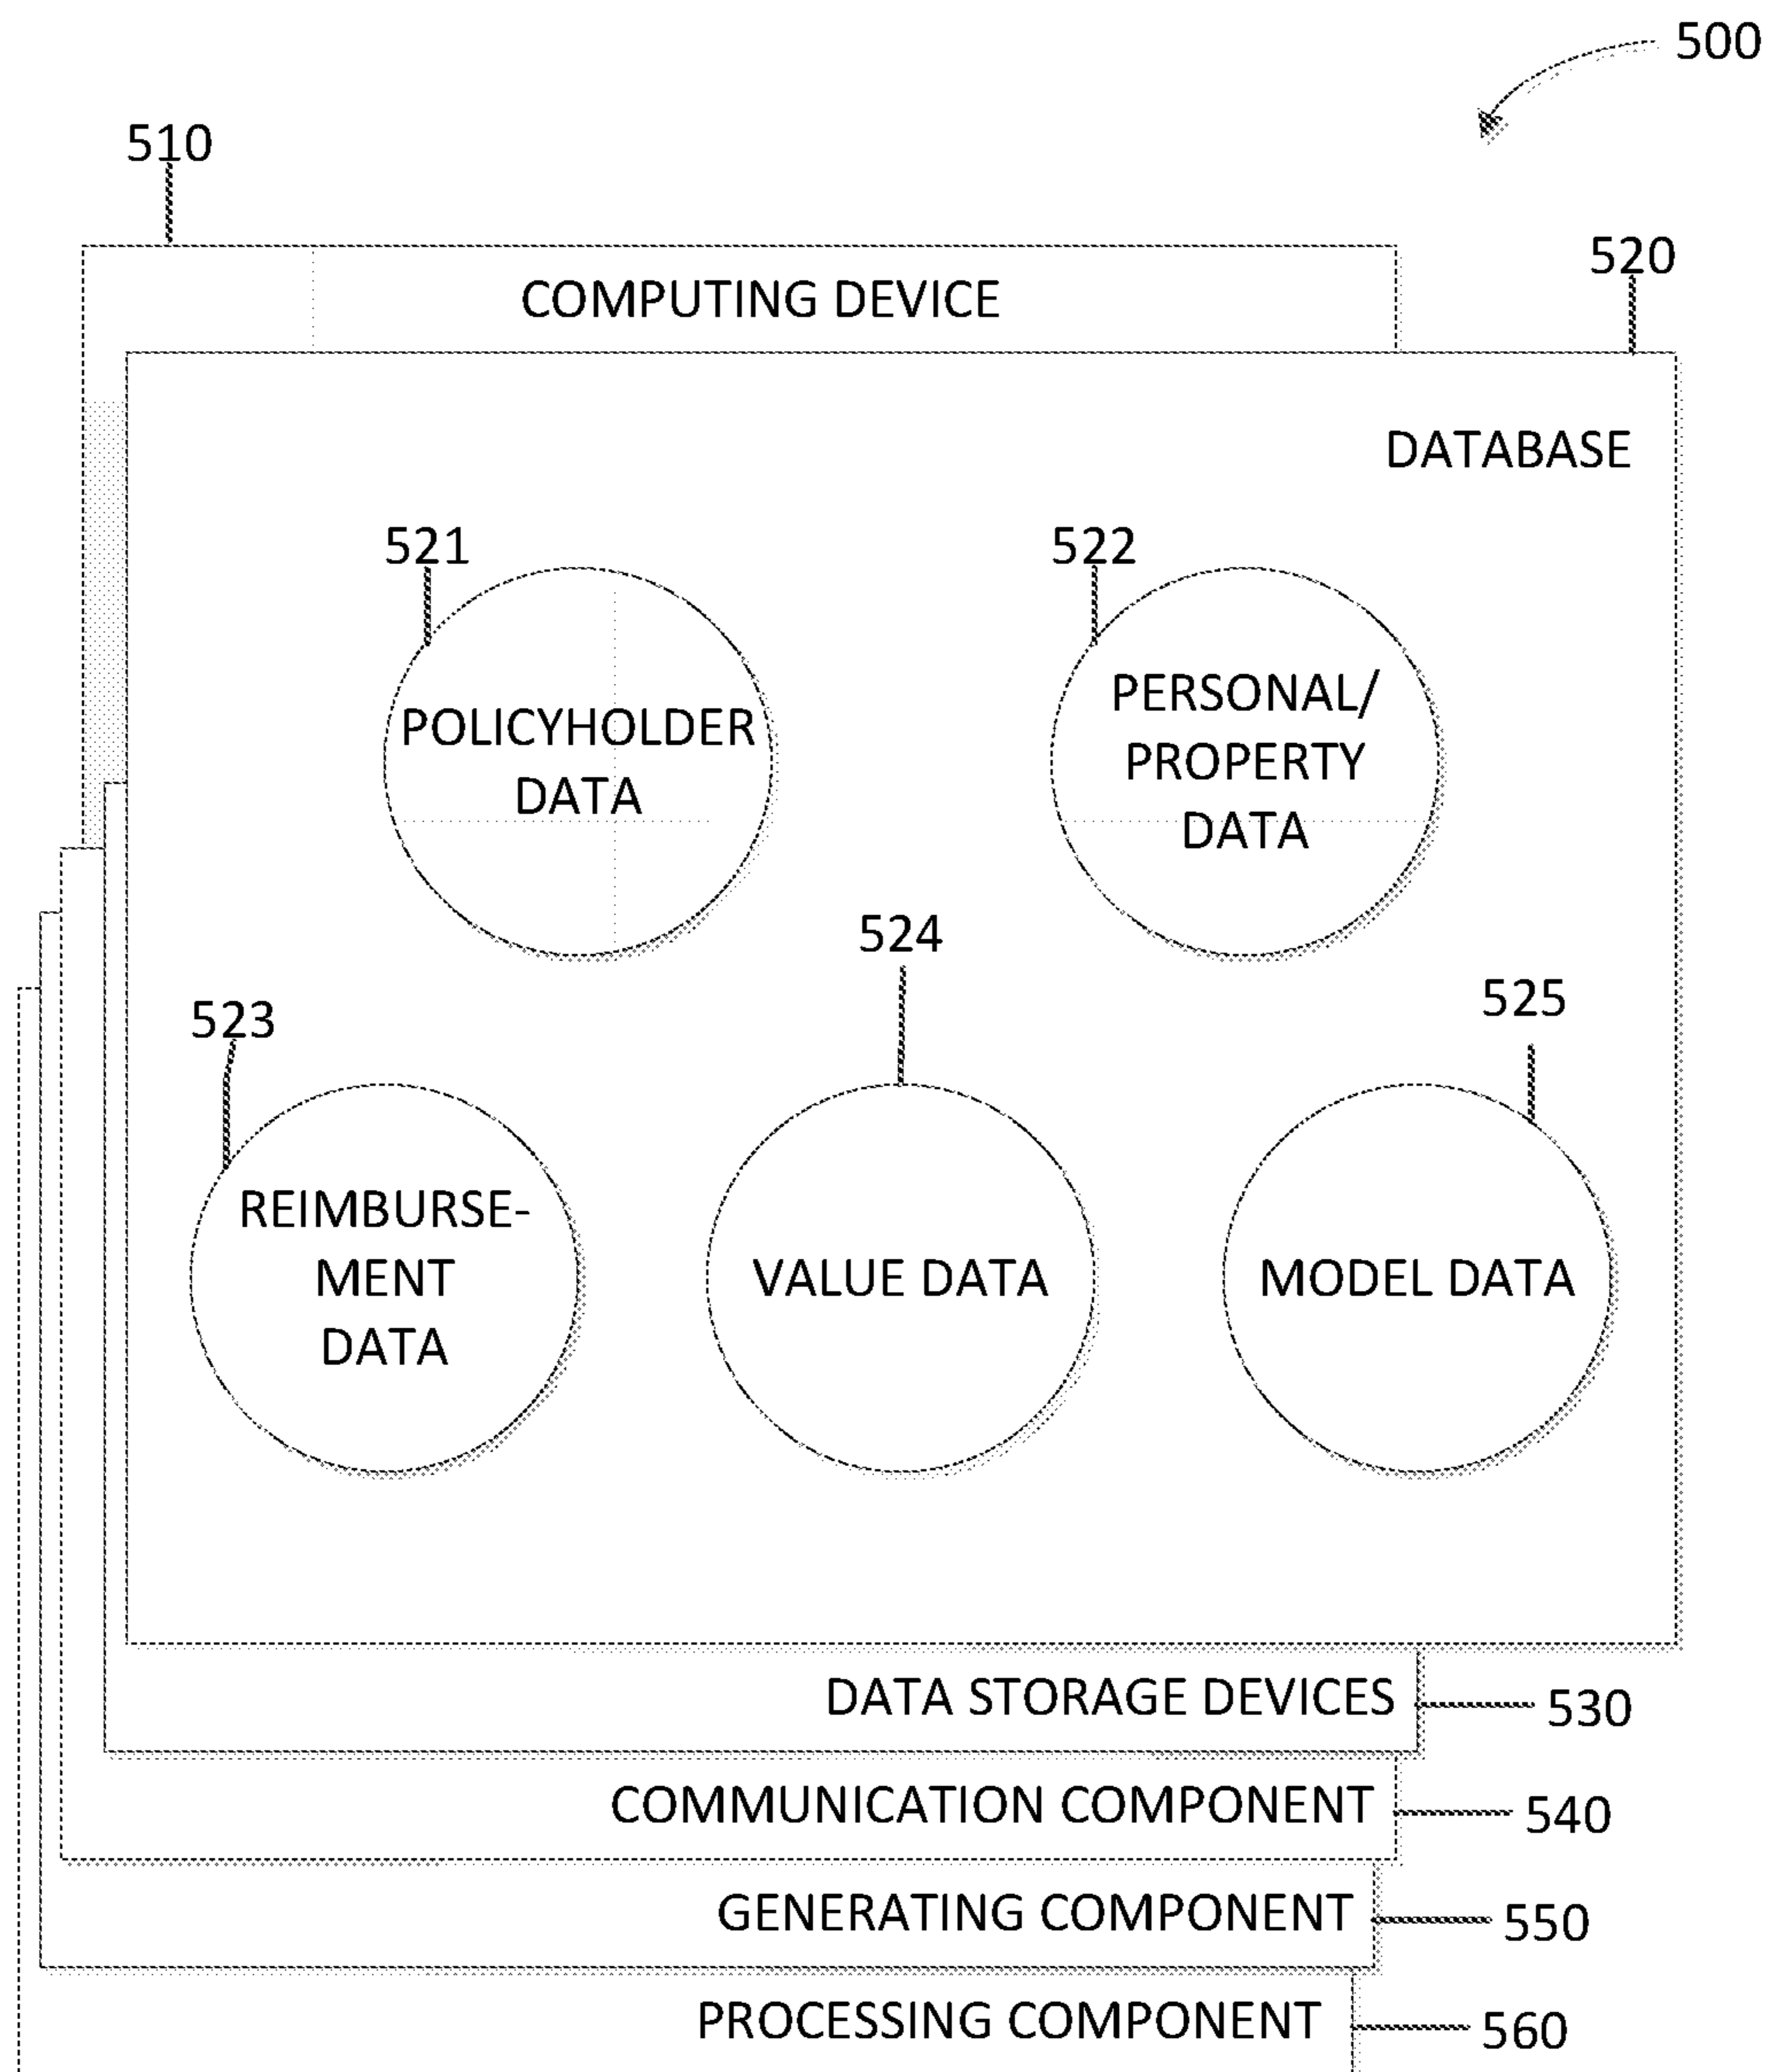 500
510
520
COMPUTING DEVICE
DATABASE
521
522
POLICYHOLDER
DATA
PERSONAL/
PROPERTY
DATA
524
523
525
REIMBURSE-
MENT
DATA
VALUE DATA
MODEL DATA
DATA STORAGE DEVICES
530
COMMUNICATION COMPONENT
540
GENERATING COMPONENT
550
PROCESSING COMPONENT
560